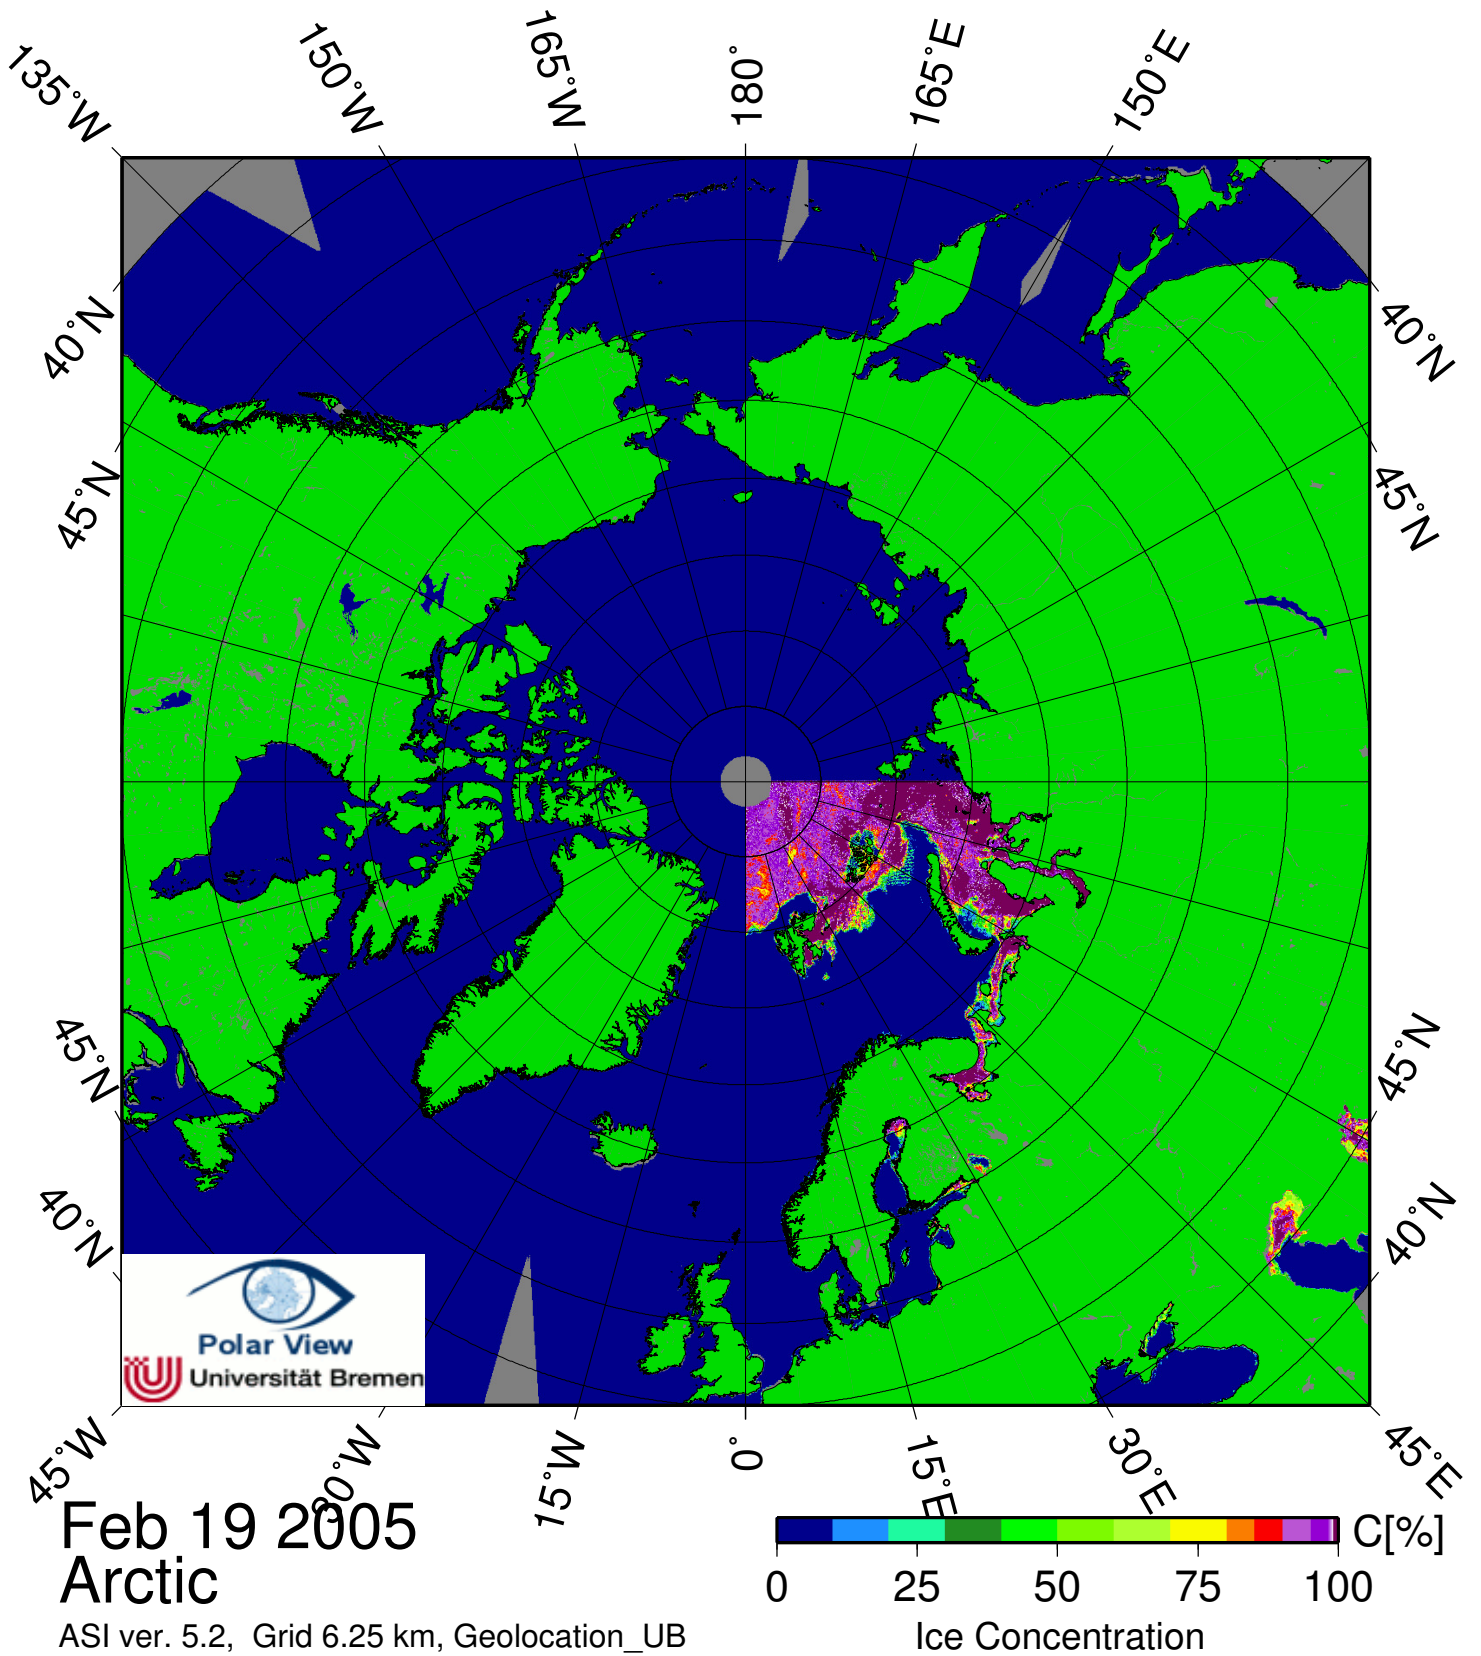 135°W
150°W
165°W
180°
165°E
150°E
40°N
40°N
45°N
45°N
45°N
45°N
40°N
40°N
Polar View
Universität Bremen
45°W
30°W
15°W
0°
15°E
30°E
45°E
Feb 19 2005
Arctic
ASI ver. 5.2, Grid 6.25 km, Geolocation_UB
C[%]
0 25 50 75 100
Ice Concentration